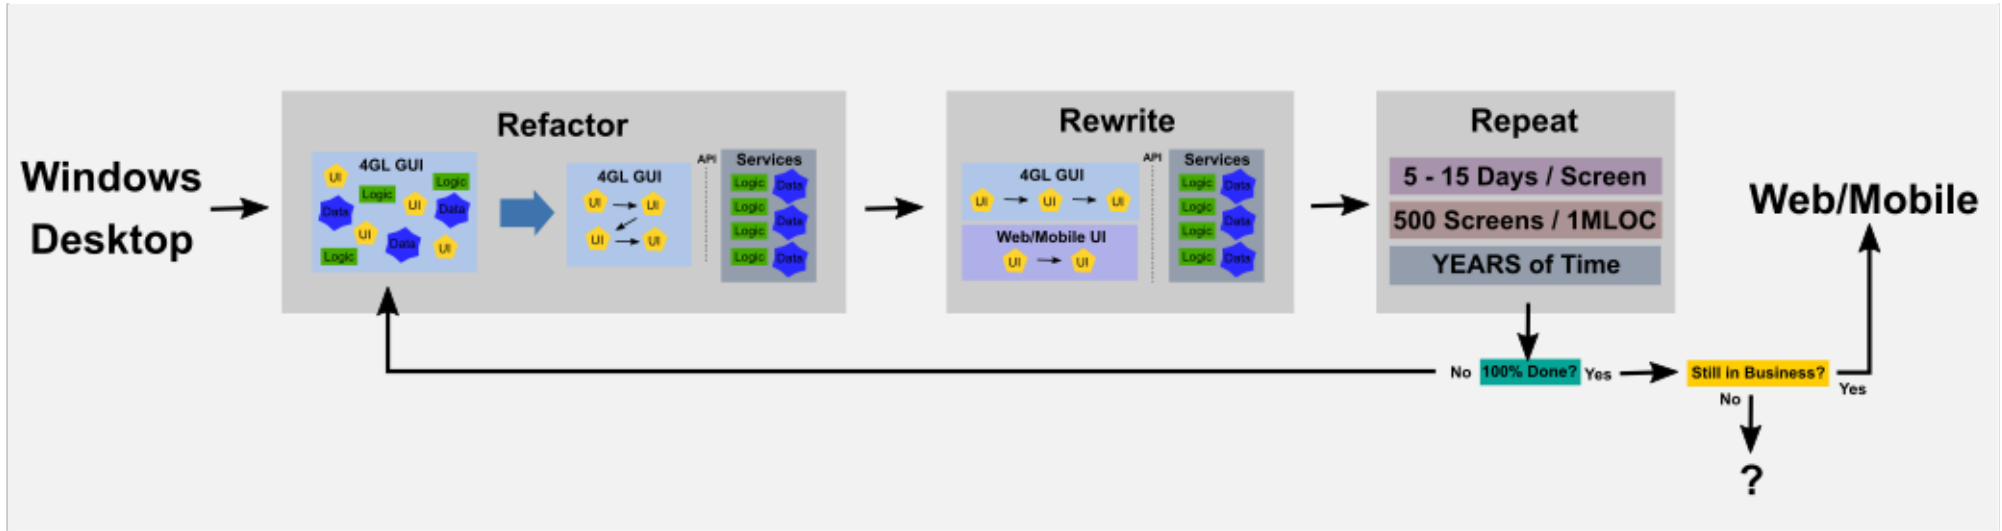 Windows
Desktop
Refactor
4GL GUI
UI
Logic
Logic
Data
UI
Data
UI
Data
UI
Logic
4GL GUI
UI
UI
UI
UI
API
Services
Logic
Data
Logic
Data
Logic
Logic
Data
Rewrite
4GL GUI
UI
UI
UI
Web/Mobile UI
UI
UI
API
Services
Logic
Data
Logic
Data
Logic
Logic
Data
Repeat
5 - 15 Days / Screen
500 Screens / 1MLOC
YEARS of Time
Web/Mobile
No
100% Done?
Yes
Still in Business?
Yes
No
?